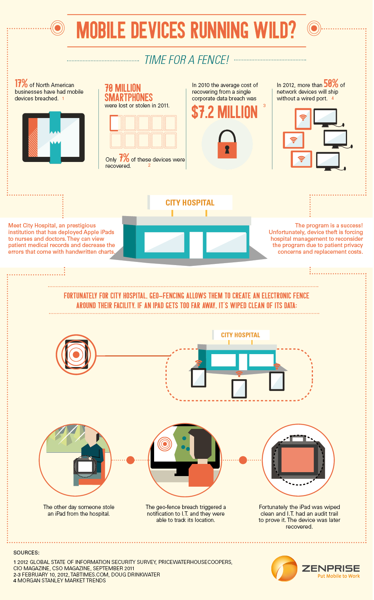 MOBILE DEVICES RUNNING WILD?
TIME FOR A FENCE!
17% of North American
businesses have had mobile
devices breached. 1
70 MILLION
SMARTPHONES
were lost or stolen in 2011.
Only 7% of these devices were
recovered. 2
In 2010 the average cost of
recovering from a single
corporate data breach was
$7.2 MILLION 3
In 2012, more than 50% of
network devices will ship
without a wired port. 4
CITY HOSPITAL
Meet City Hospital, an prestigious
institution that has deployed Apple iPads
to nurses and doctors. They can view
patient medical records and decrease the
errors that come with handwritten charts.
The program is a success!
Unfortunately, device theft is forcing
hospital management to reconsider
the program due to patient privacy
concerns and replacement costs.
FORTUNATELY FOR CITY HOSPITAL, GEO-FENCING ALLOWS THEM TO CREATE AN ELECTRONIC FENCE
AROUND THEIR FACILITY. IF AN IPAD GETS TOO FAR AWAY, IT'S WIPED CLEAN OF ITS DATA:
CITY HOSPITAL
The other day someone stole
an iPad from the hospital.
The geo-fence breach triggered a
notification to I.T. and they were
able to track its location.
Fortunately the iPad was wiped
clean and I.T. had an audit trail
to prove it. The device was later
recovered.
SOURCES:
1 2012 GLOBAL STATE OF INFORMATION SECURITY SURVEY, PRICEWATERHOUSECOOPERS,
CIO MAGAZINE, CSO MAGAZINE, SEPTEMBER 2011
2-3 FEBRUARY 10, 2012, TABTIMES.COM, DOUG DRINKWATER
4 MORGAN STANLEY MARKET TRENDS
ZENPRISE
Put Mobile to Work